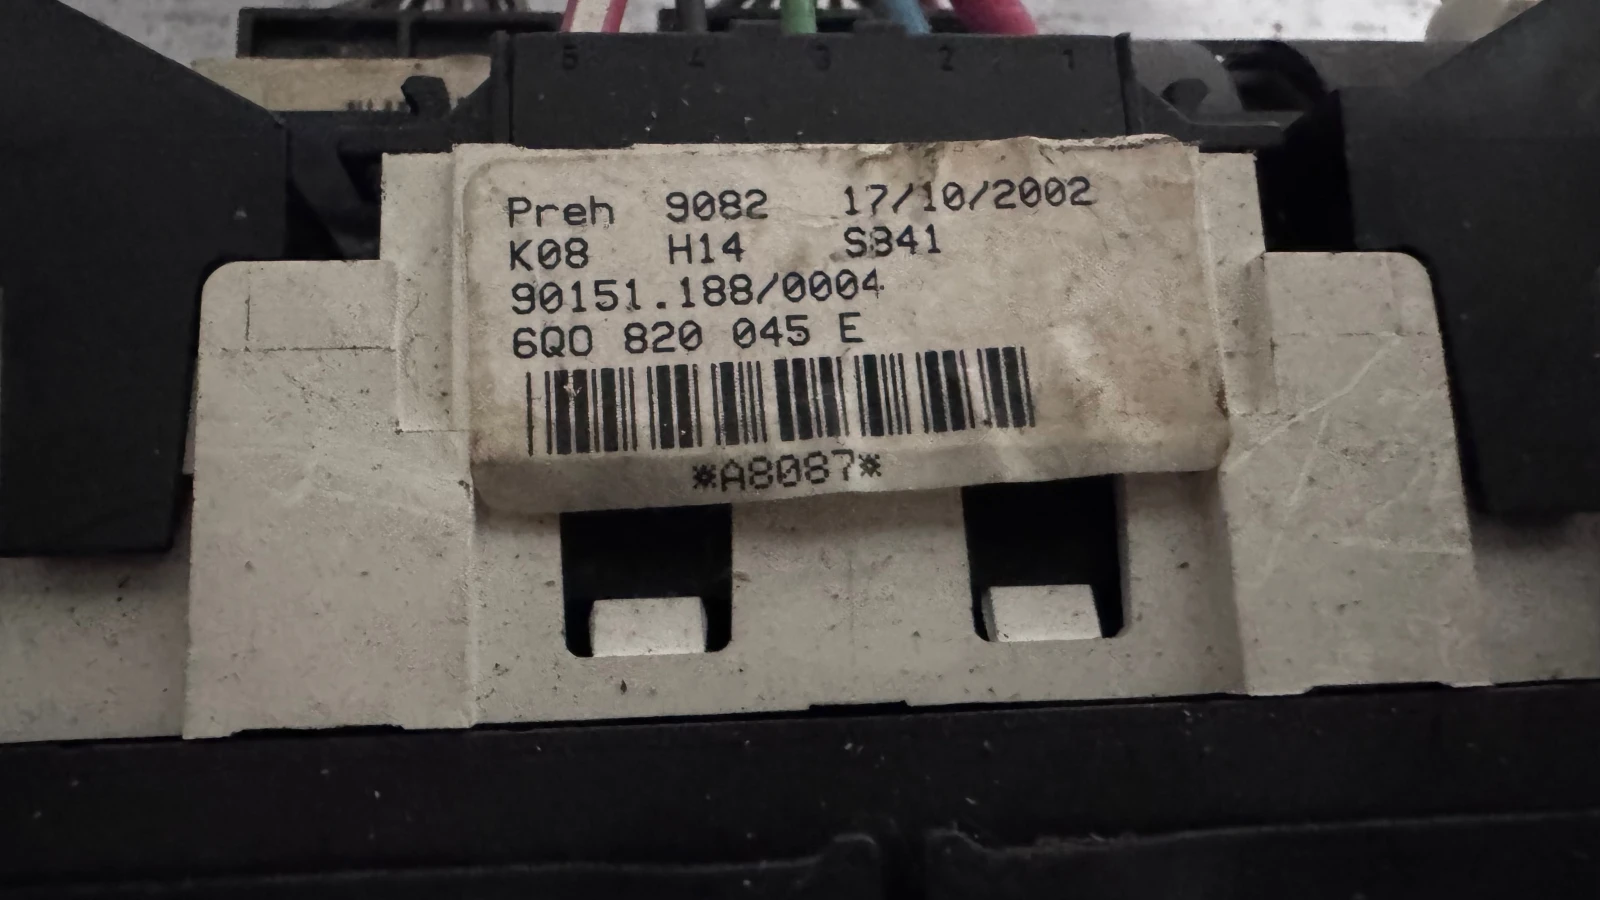 5 4 3 2 1
Preh 9082 17/10/2002
K08 H14 SB41
90151.188/0004
6Q0 820 045 E
*A8087*